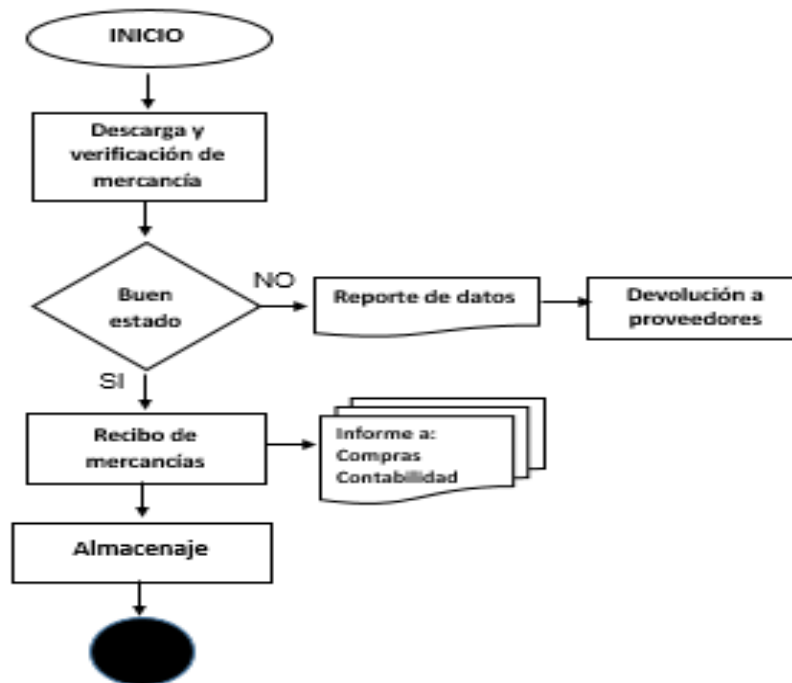 INICIO
Descarga y
verificación de
mercancía
Buen
estado
NO
Reporte de datos
Devolución a
proveedores
SI
Recibo de
mercancías
Informe a:
Compras
Contabilidad
Almacenaje